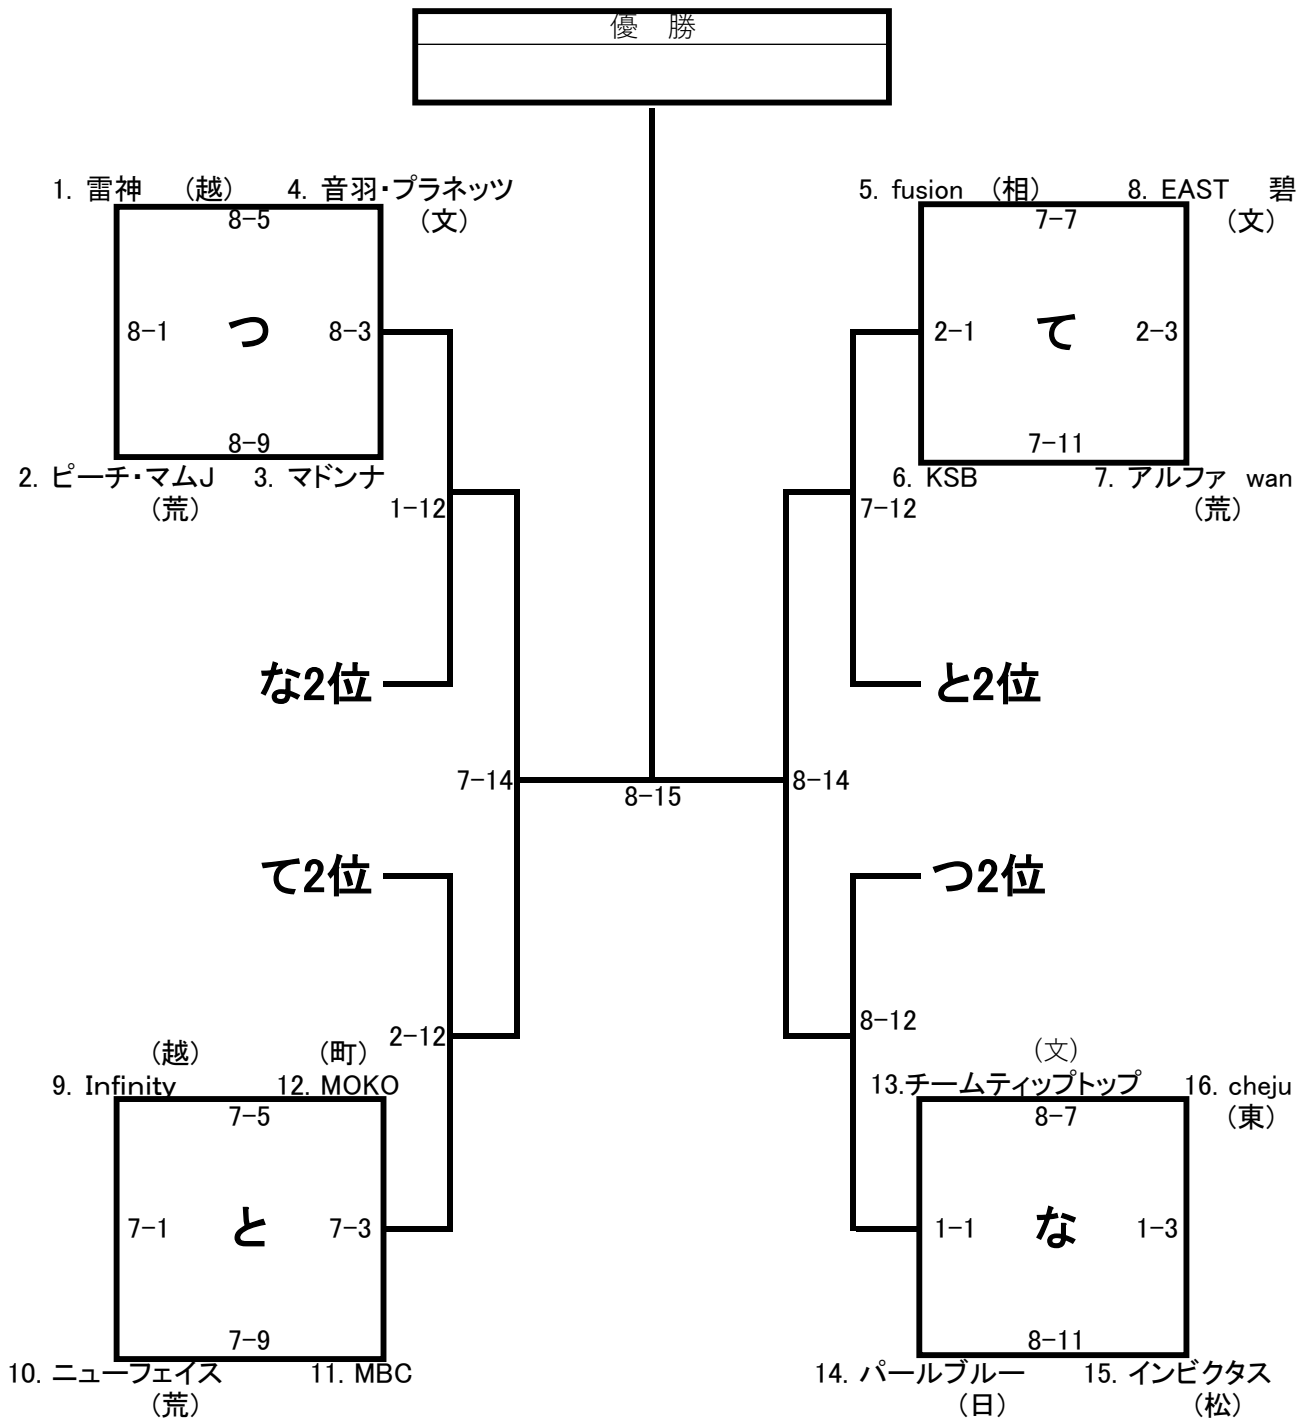 優　勝
1. 雷神　（越）　4. 音羽・プラネッツ
（文）
8-5
8-1　つ　8-3
8-9
2. ピーチ・マムJ　3. マドンナ
（荒）
5. fusion　（相）　8. EAST　碧
（文）
7-7
2-1　て　2-3
7-11
6. KSB　7. アルファ　wan
（荒）
1-12
7-12
な2位
と2位
7-14
8-15
8-14
て2位
つ2位
2-12
8-12
（越）　（町）
9. Infinity　12. MOKO
7-5
7-1　と　7-3
7-9
10. ニューフェイス　11. MBC
（荒）
（文）
13.チームティップトップ　16. cheju
（東）
8-7
1-1　な　1-3
8-11
14. パールブルー　15. インビクタス
（日）　（松）